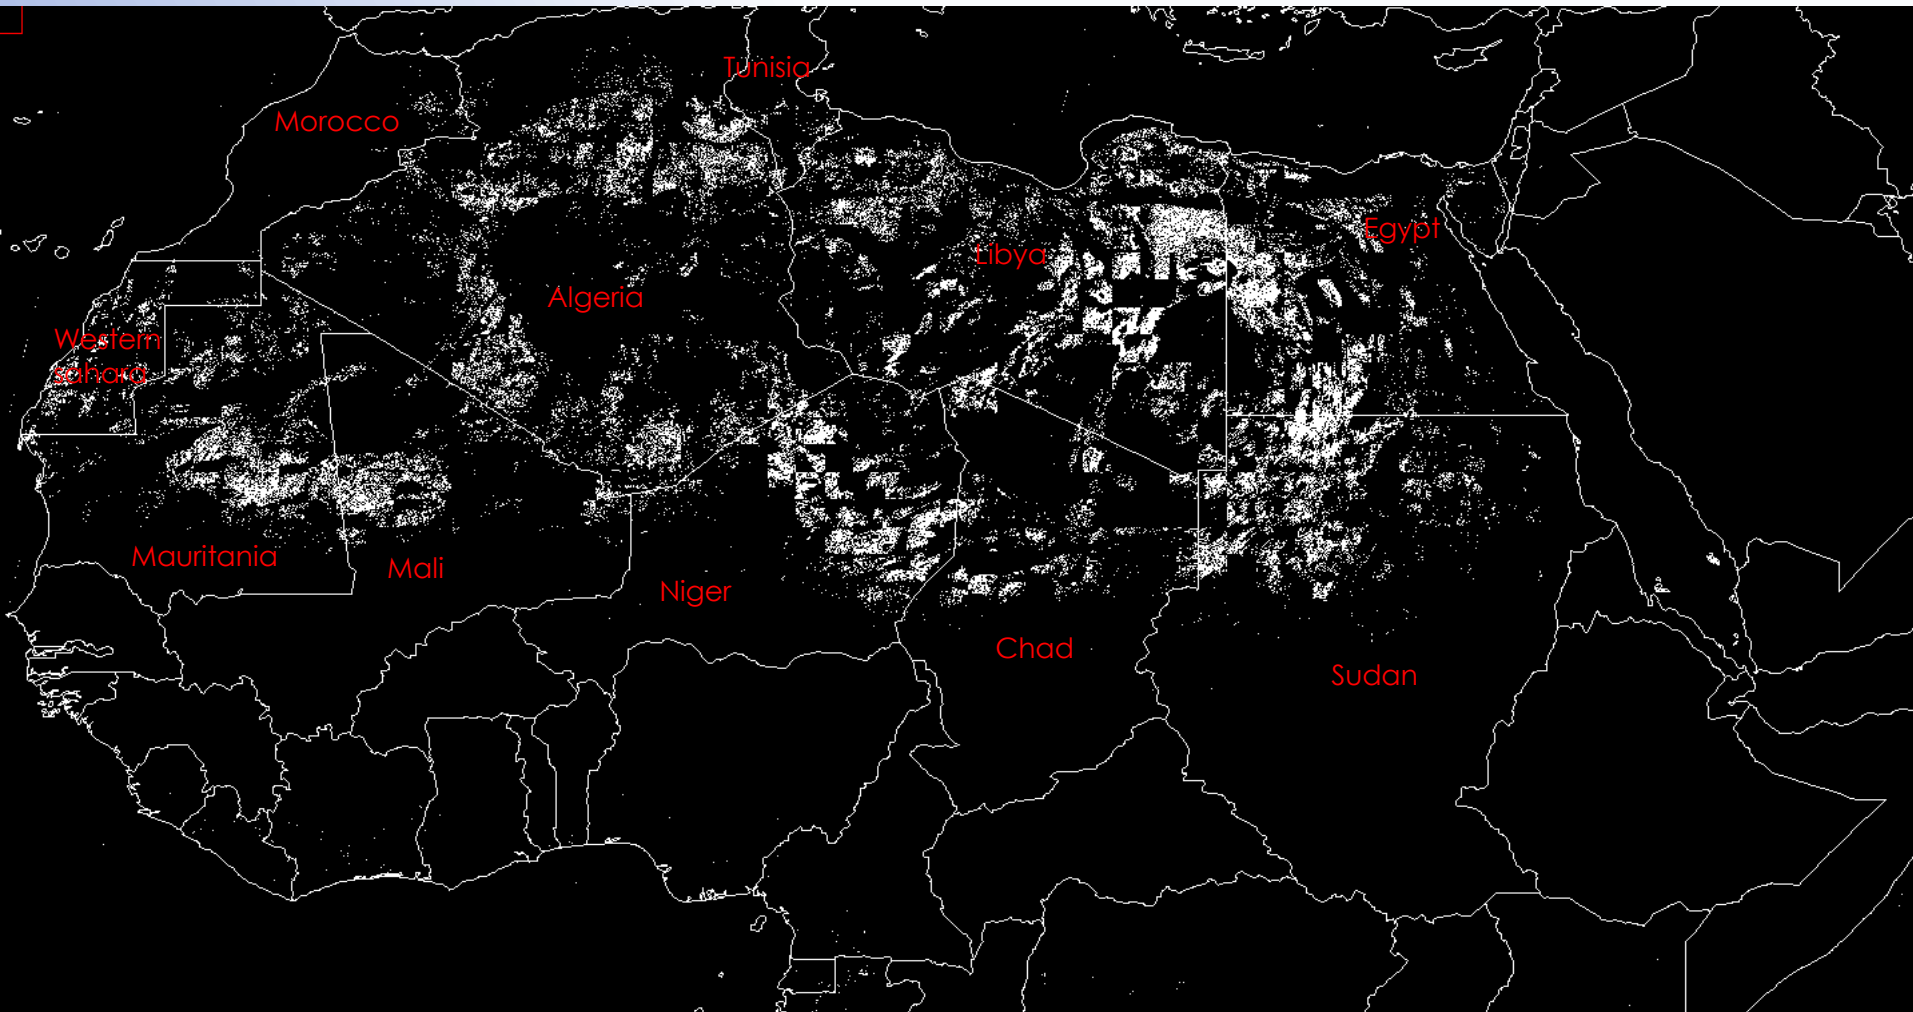 Tunisia
Morocco
Egypt
Libya
Algeria
Western
sahara
Mauritania
Mali
Niger
Chad
Sudan